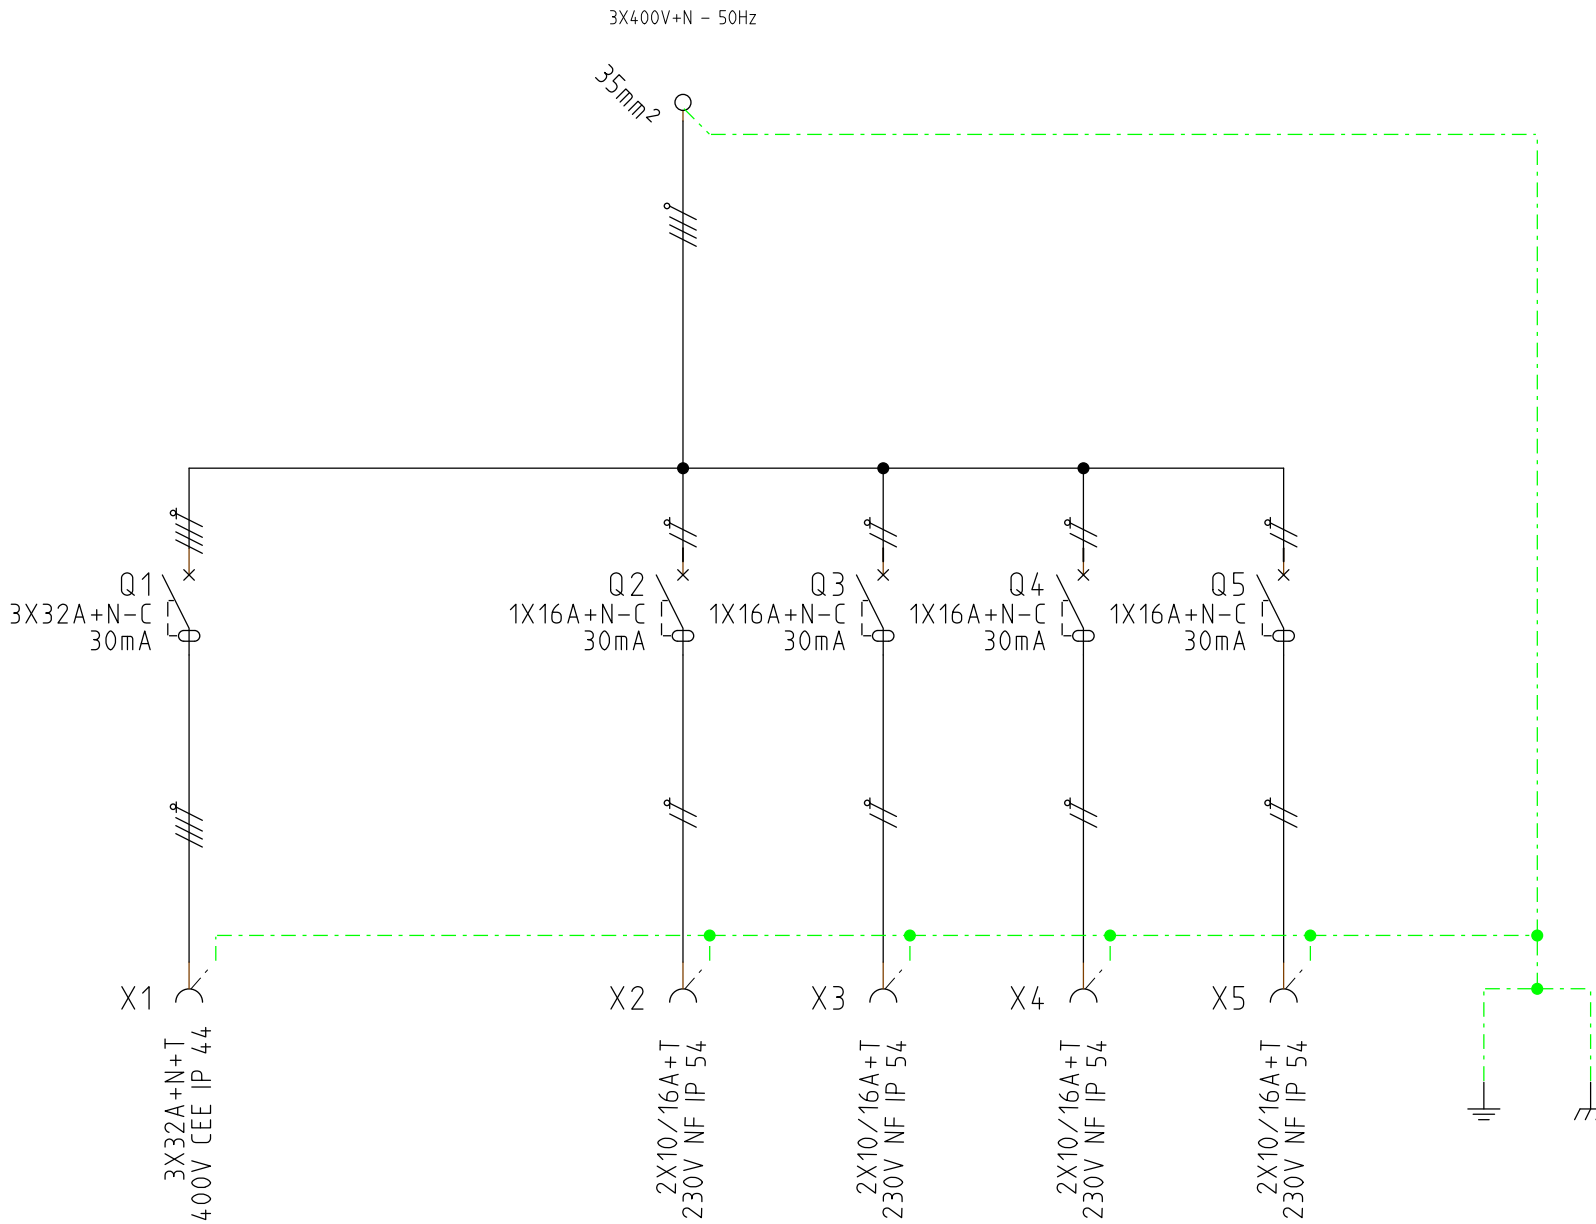 3X400V+N - 50Hz
35mm2
Q1
3X32A+N-C
30mA
Q2
1X16A+N-C
30mA
Q3
1X16A+N-C
30mA
Q4
1X16A+N-C
30mA
Q5
1X16A+N-C
30mA
X1
3X32A+N+T
400V CEE IP 44
X2
2X10/16A+T
230V NF IP 54
X3
2X10/16A+T
230V NF IP 54
X4
2X10/16A+T
230V NF IP 54
X5
2X10/16A+T
230V NF IP 54